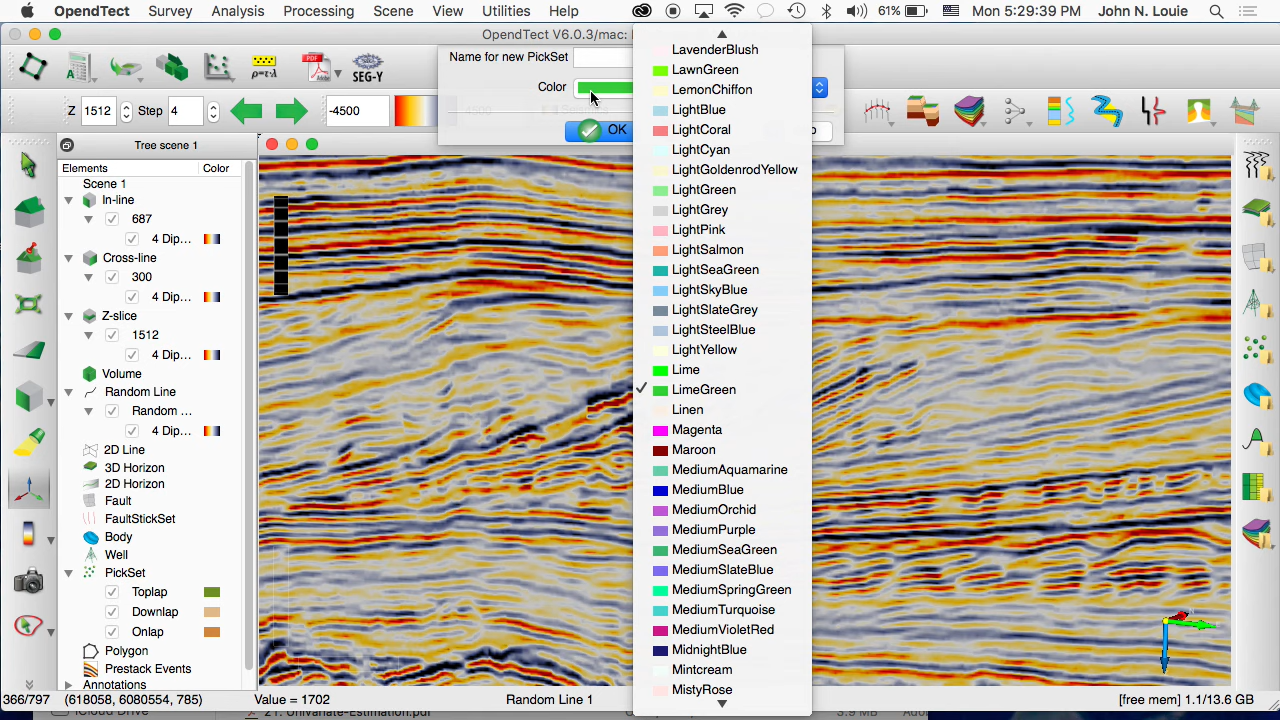 OpendTect Survey Analysis Processing Scene View Utilities Help 61% Mon 5:29:39 PM John N. Louie
OpendTect V6.0.3/mac:
Name for new PickSet
Color
OK
PDF
SEG-Y
ρ=τλ
Z 1512 Step 4 -4500
Tree scene 1
Elements Color
Scene 1
In-line
687
4 Dip...
Cross-line
300
4 Dip...
Z-slice
1512
4 Dip...
Volume
Random Line
Random ...
4 Dip...
2D Line
3D Horizon
2D Horizon
Fault
FaultStickSet
Body
Well
PickSet
Toplap
Downlap
Onlap
Polygon
Prestack Events
Annotations
LavenderBlush
LawnGreen
LemonChiffon
LightBlue
LightCoral
LightCyan
LightGoldenrodYellow
LightGreen
LightGrey
LightPink
LightSalmon
LightSeaGreen
LightSkyBlue
LightSlateGrey
LightSteelBlue
LightYellow
Lime
LimeGreen
Linen
Magenta
Maroon
MediumAquamarine
MediumBlue
MediumOrchid
MediumPurple
MediumSeaGreen
MediumSlateBlue
MediumSpringGreen
MediumTurquoise
MediumVioletRed
MidnightBlue
Mintcream
MistyRose
366/797 (618058, 6080554, 785) Value = 1702 Random Line 1 [free mem] 1.1/13.6 GB